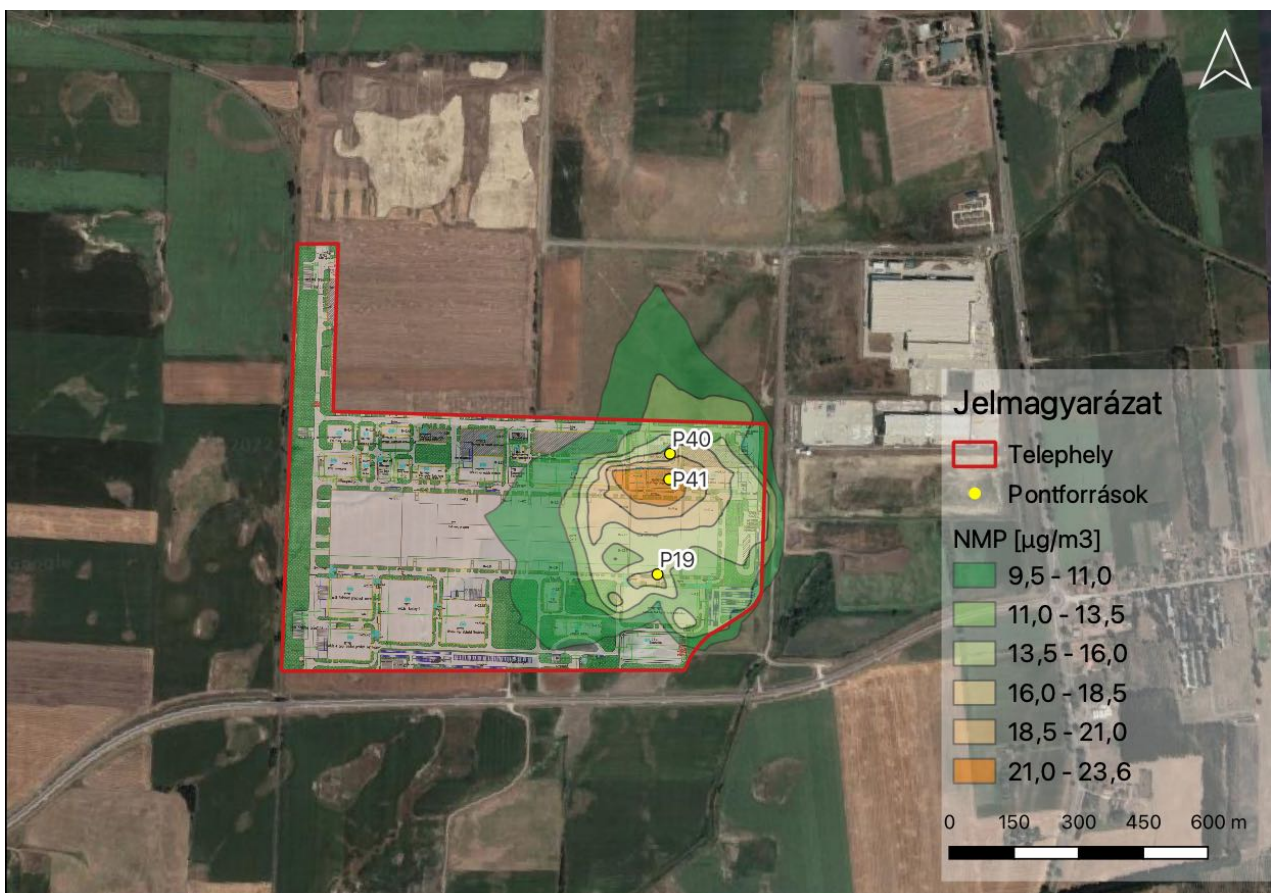 P40
P41
P19
Jelmagyarázat
Telephely
Pontforrások
NMP [µg/m3]
9,5 - 11,0
11,0 - 13,5
13,5 - 16,0
16,0 - 18,5
18,5 - 21,0
21,0 - 23,6
0 150 300 450 600 m